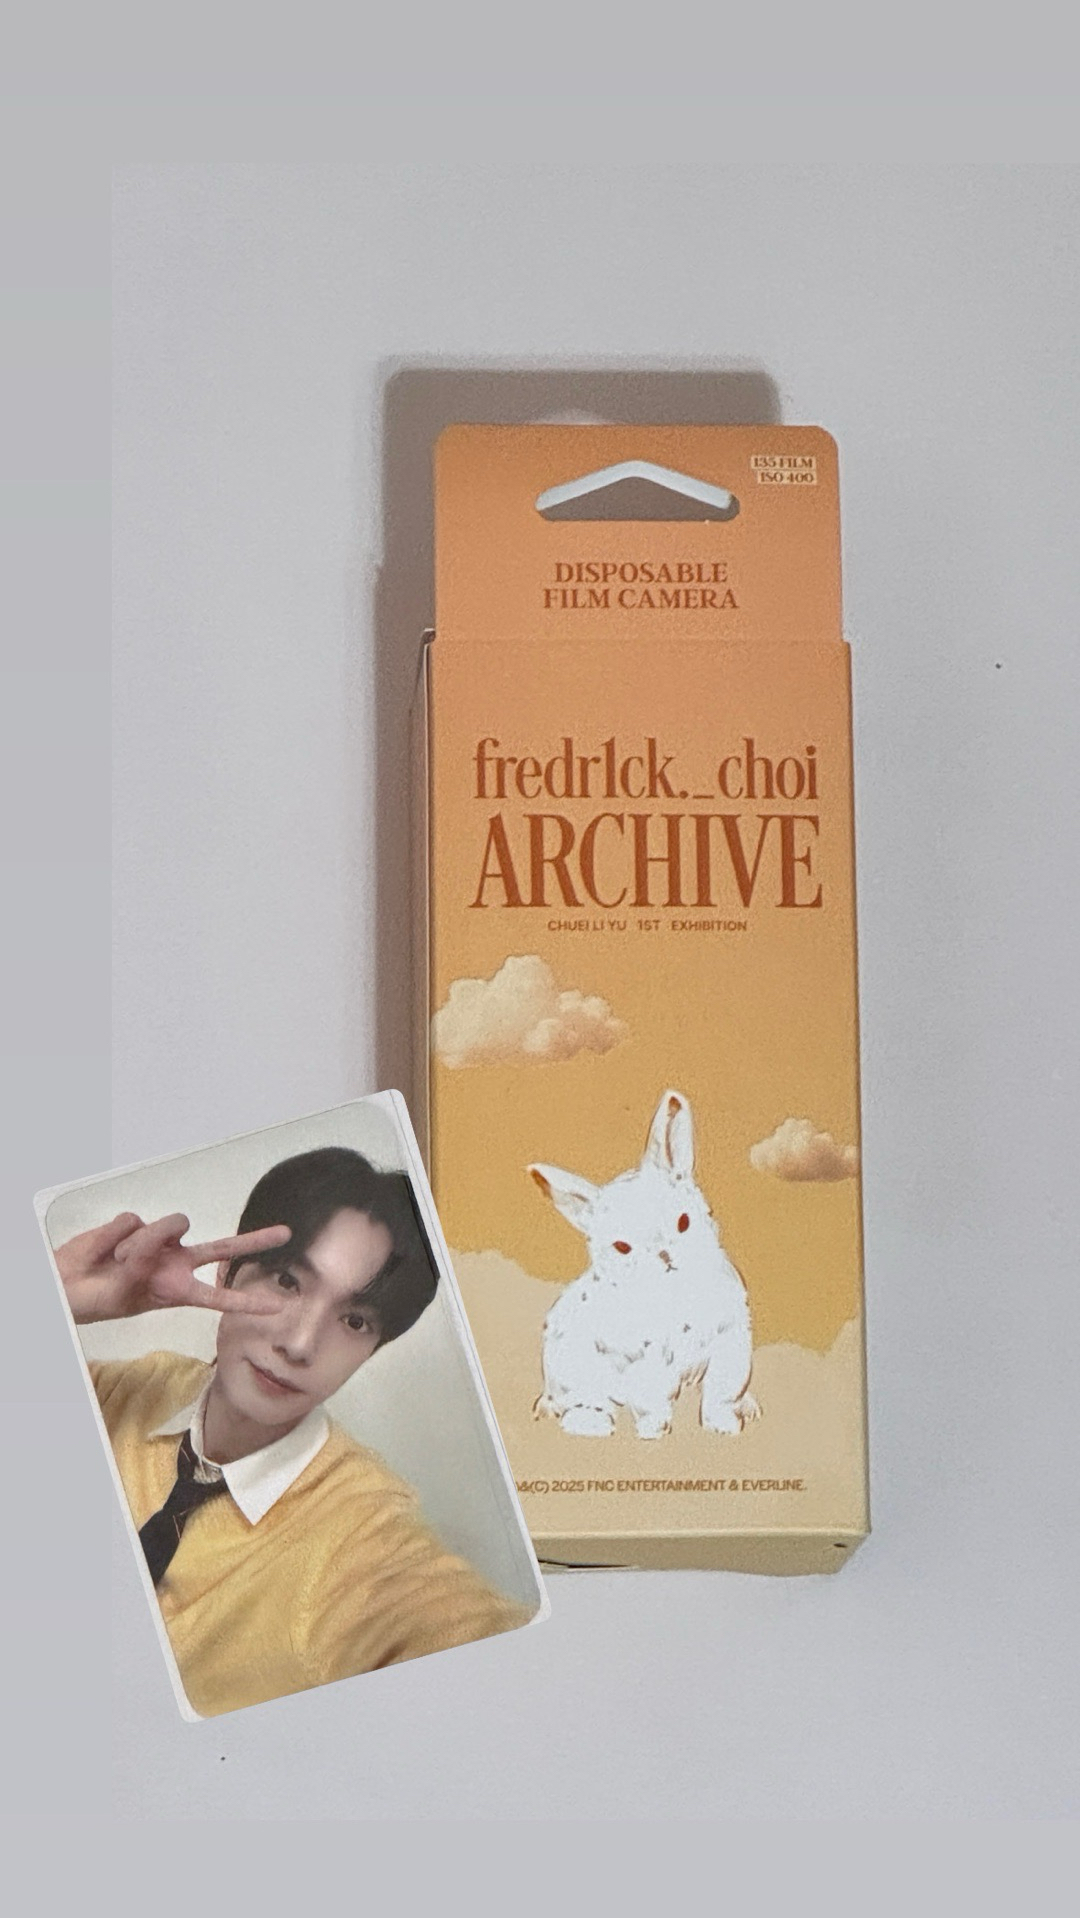 135 FILM
ISO 400
DISPOSABLE
FILM CAMERA
fredr1ck._choi
ARCHIVE
CHUEI LI YU 1ST EXHIBITION
&(C) 2025 FNC ENTERTAINMENT & EVERLINE.